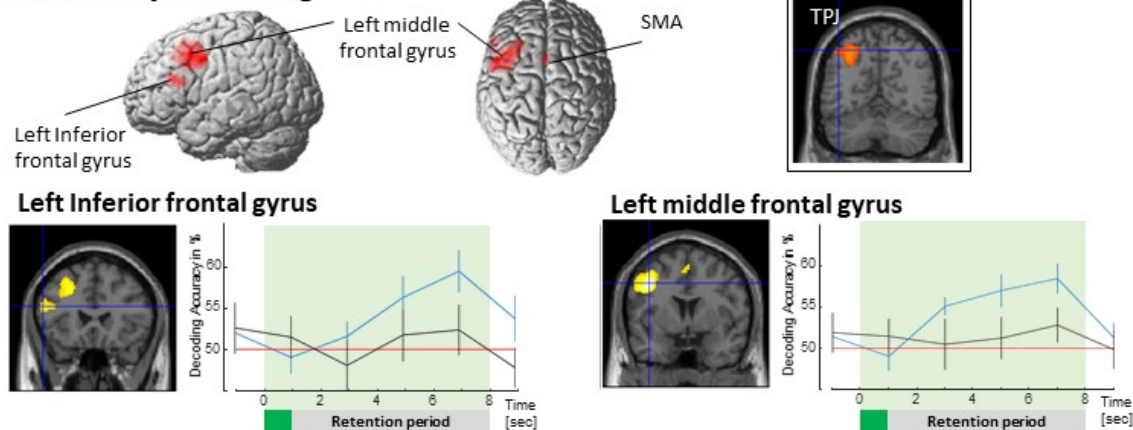 Left middle
frontal gyrus
SMA
TPJ
Left Inferior
frontal gyrus
Left Inferior frontal gyrus
Decoding Accuracy in %
60
55
50
0 2 4 6 8 Time
[sec]
Retention period
Left middle frontal gyrus
Decoding Accuracy in %
60
55
50
0 2 4 6 8 Time
[sec]
Retention period